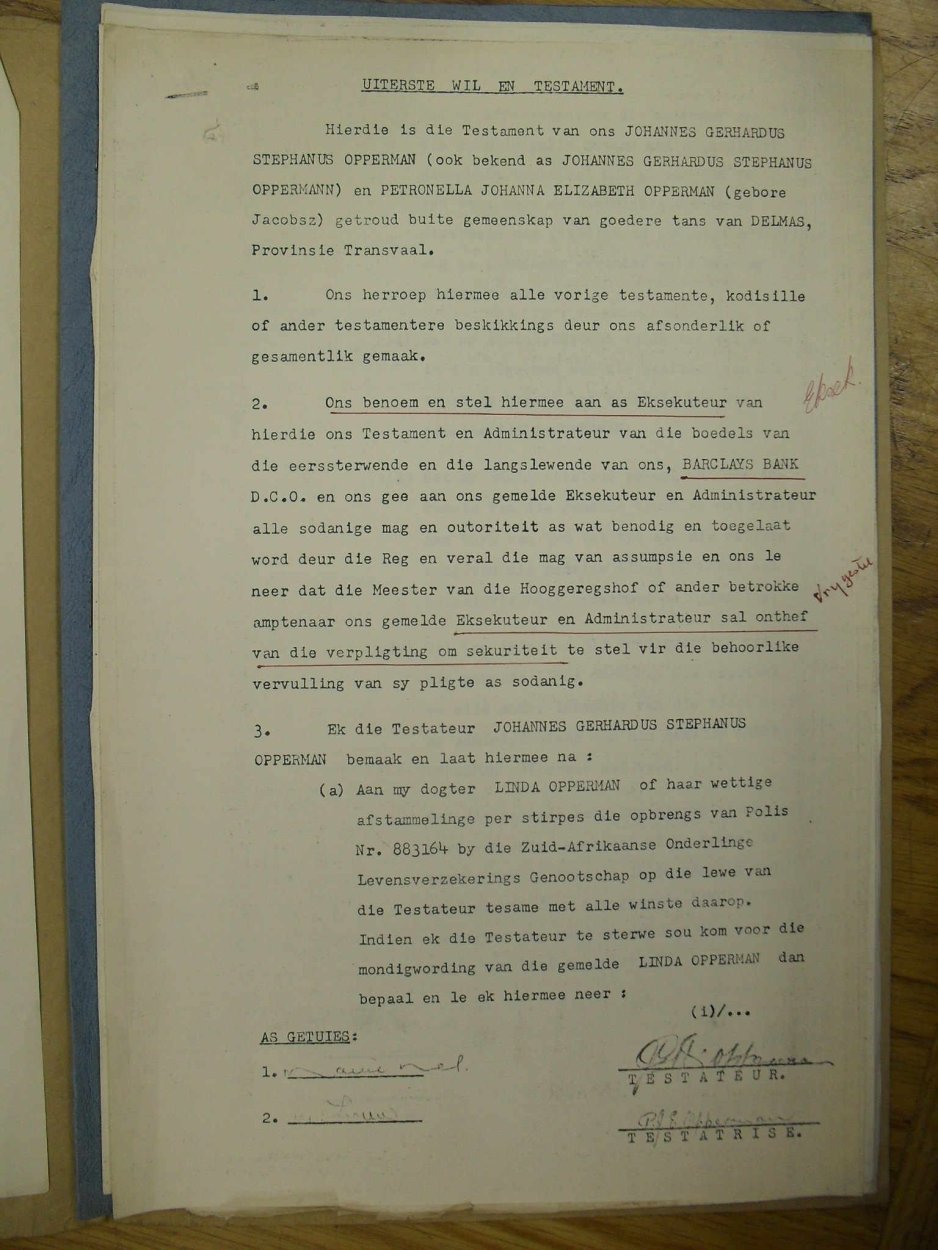 UITERSTE WIL EN TESTAMENT.
Hierdie is die Testament van ons JOHANNES GERHARDUS
STEPHANUS OPPERMAN (ook bekend as JOHANNES GERHARDUS STEPHANUS
OPPERMANN) en PETRONELLA JOHANNA ELIZABETH OPPERMAN (gebore
Jacobsz) getroud buite gemeenskap van goedere tans van DELMAS,
Provinsie Transvaal.
1. Ons herroep hiermee alle vorige testamente, kodisille
of ander testamentere beskikkings deur ons afsonderlik of
gesamentlik gemaak.
Eksek.
2. Ons benoem en stel hiermee aan as Eksekuteur van
hierdie ons Testament en Administrateur van die boedels van
die eerssterwende en die langslewende van ons, BARCLAYS BANK
D.C.O. en ons gee aan ons gemelde Eksekuteur en Administrateur
alle sodanige mag en outoriteit as wat benodig en toegelaat
word deur die Reg en veral die mag van assumpsie en ons le
neer dat die Meester van die Hooggeregshof of ander betrokke
amptenaar ons gemelde Eksekuteur en Administrateur sal onthef
van die verpligting om sekuriteit te stel vir die behoorlike
vervulling van sy pligte as sodanig.
3. Ek die Testateur JOHANNES GERHARDUS STEPHANUS
OPPERMAN bemaak en laat hiermee na :
(a) Aan my dogter LINDA OPPERMAN of haar wettige
afstammelinge per stirpes die opbrengs van Polis
Nr. 883164 by die Zuid-Afrikaanse Onderlinge
Levensverzekerings Genootschap op die lewe van
die Testateur tesame met alle winste daarop.
Indien ek die Testateur te sterwe sou kom voor die
mondigwording van die gemelde LINDA OPPERMAN dan
bepaal en le ek hiermee neer :
(i)/...
AS GETUIES:
1.
TESTATEUR.
2.
PJE Opperman
TESTATRISE.